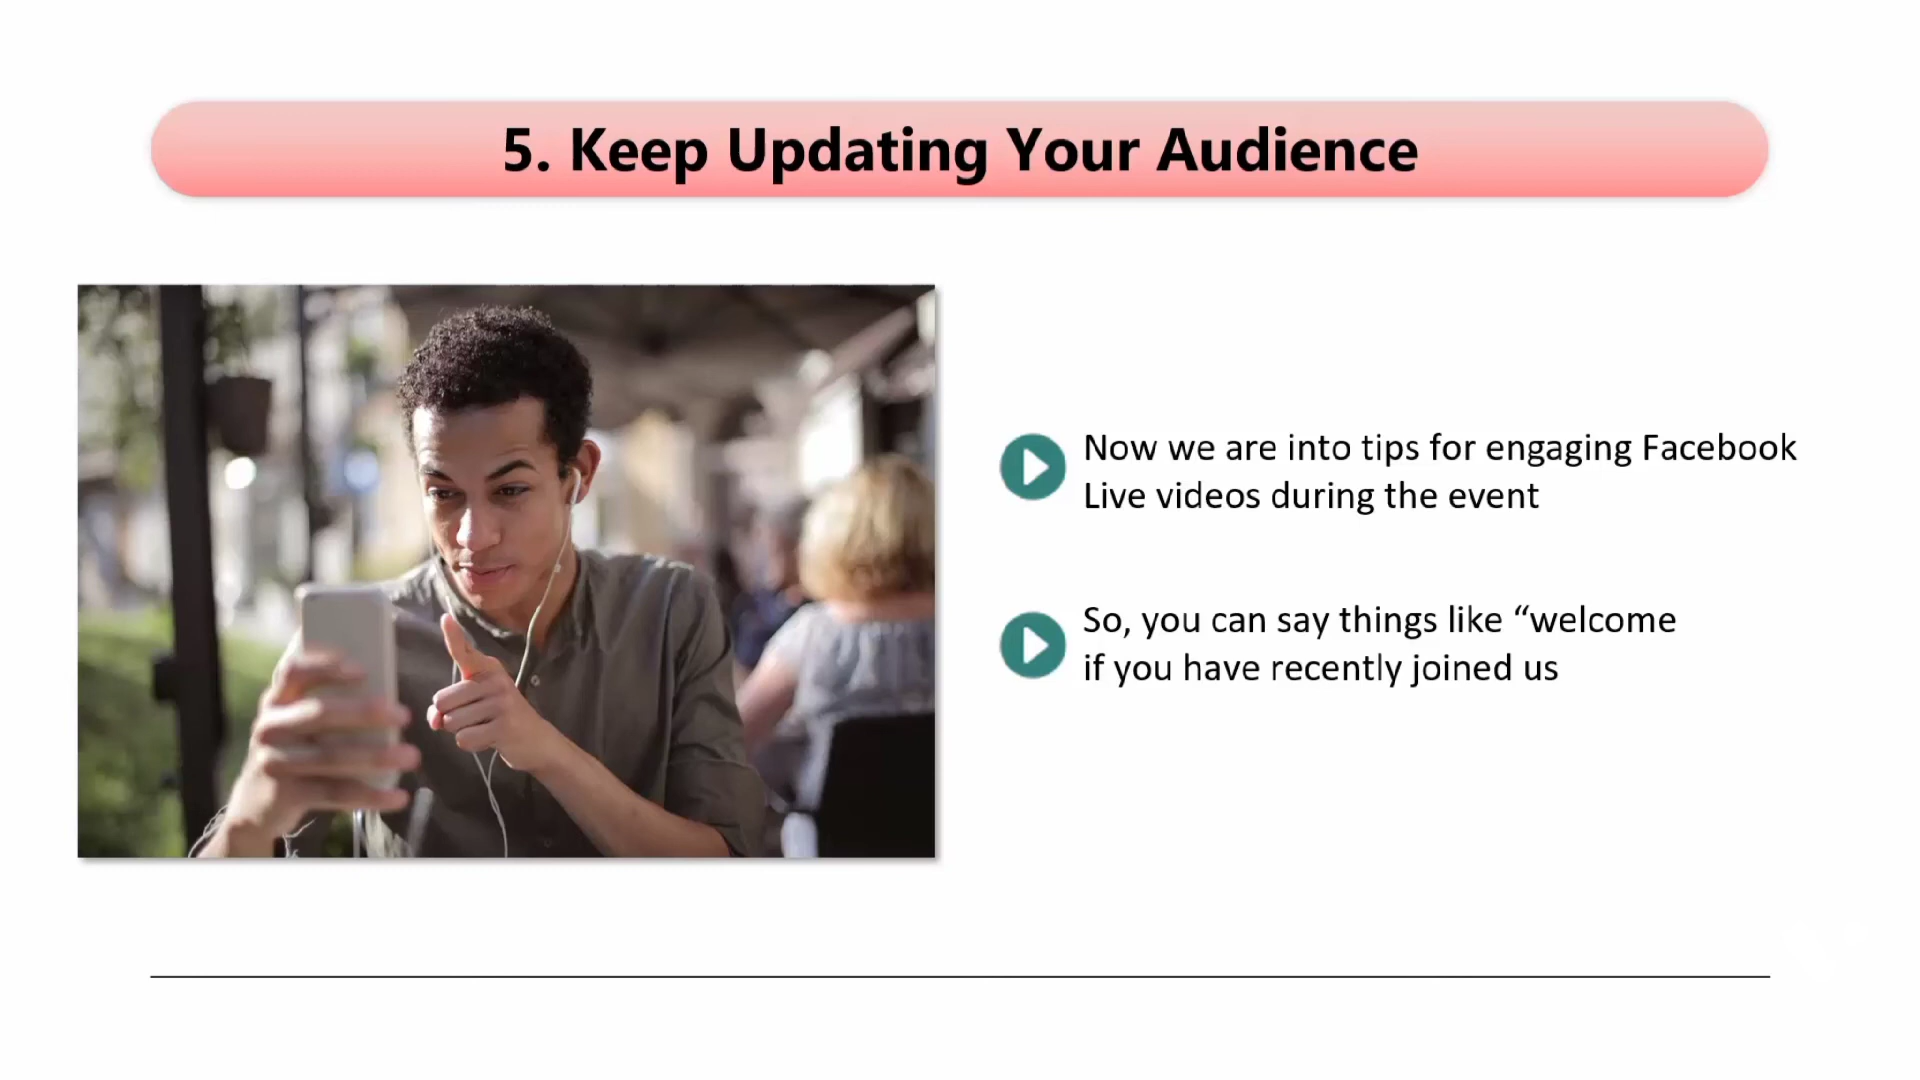 5. Keep Updating Your Audience
Now we are into tips for engaging Facebook
Live videos during the event
So, you can say things like “welcome
if you have recently joined us